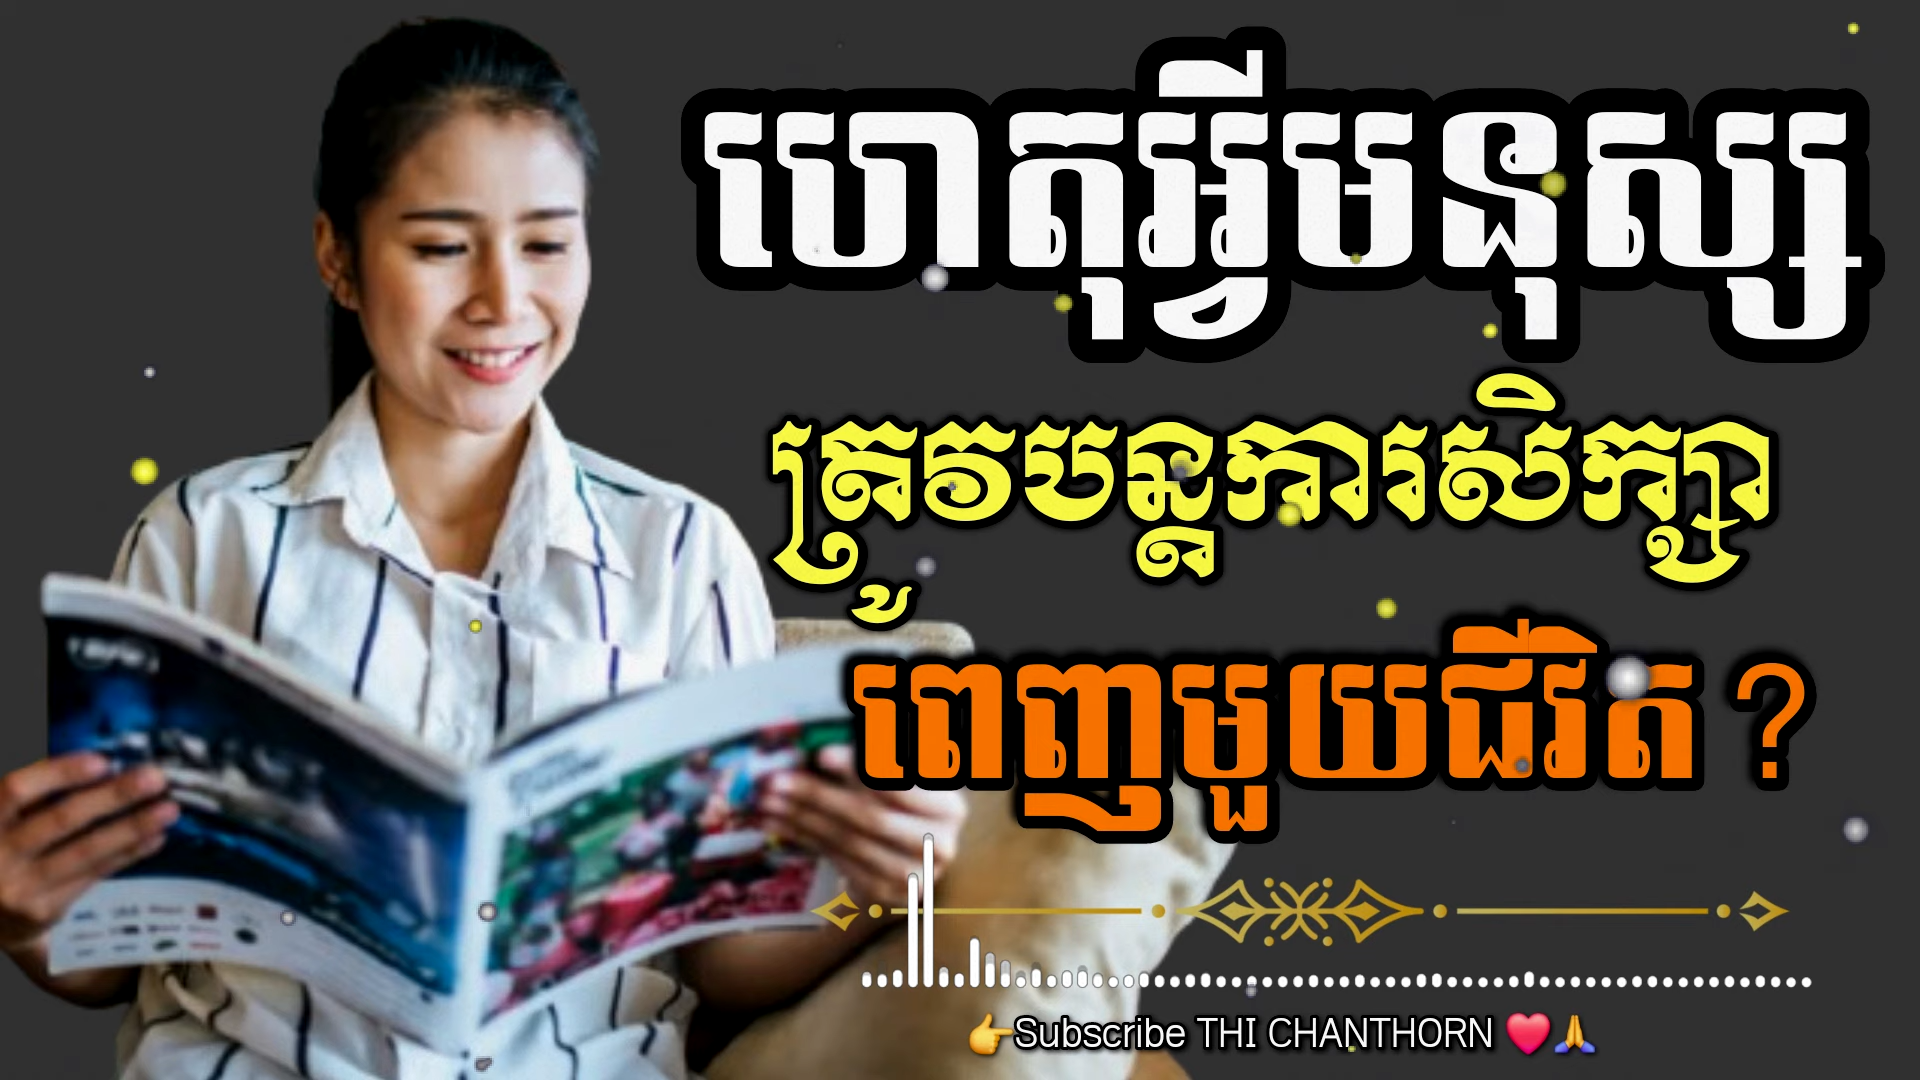 ហេតុអ្វីមនុស្ស
ត្រូវបន្តការសិក្សា
ពេញមួយជីវិត ?
👉Subscribe THI CHANTHORN ❤️🙏